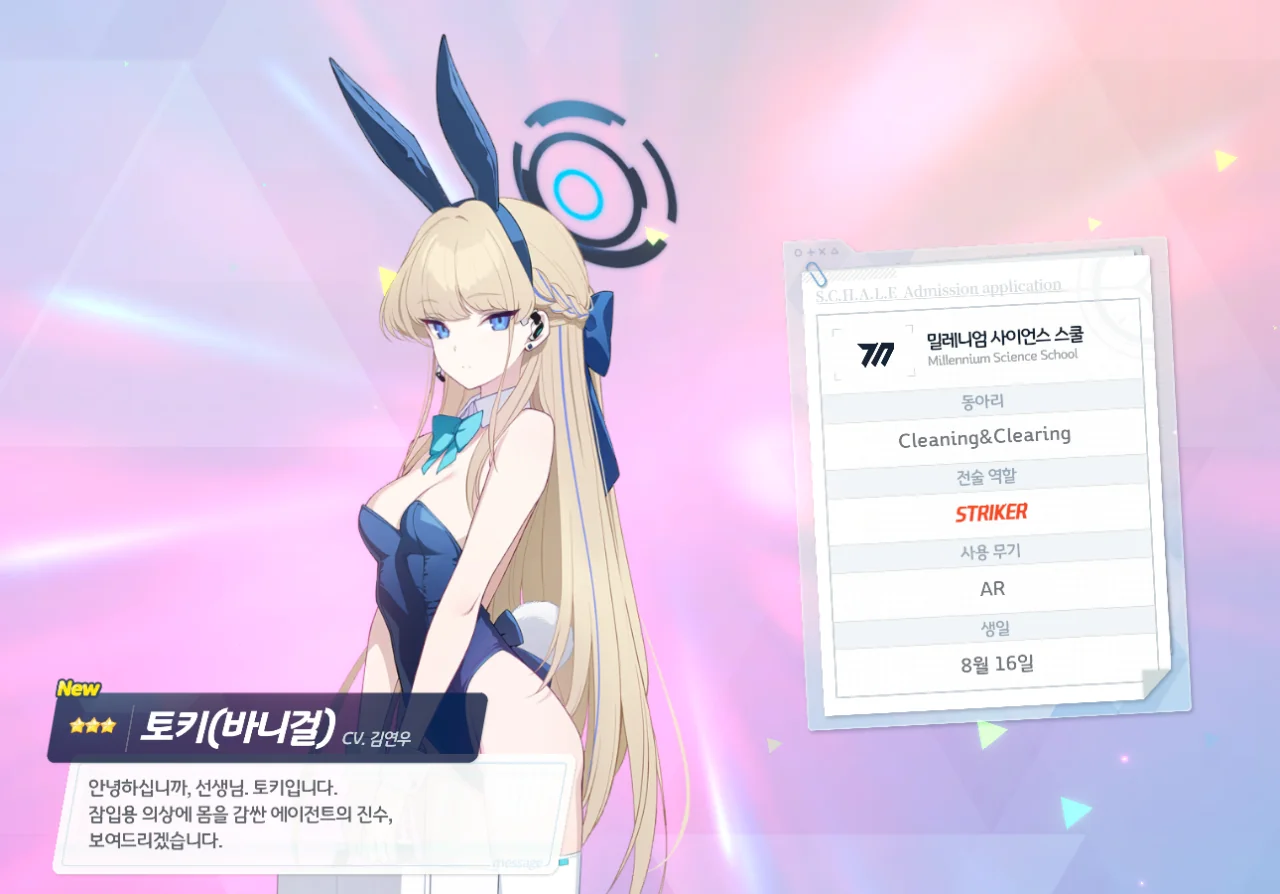 S.C.H.A.L.E Admission application
밀레니엄 사이언스 스쿨
Millennium Science School
동아리
Cleaning&Clearing
전술 역할
STRIKER
사용 무기
AR
생일
8월 16일
New
토키(바니걸) CV. 김연우
안녕하십니까, 선생님. 토키입니다.
잠입용 의상에 몸을 감싼 에이전트의 진수,
보여드리겠습니다.
message